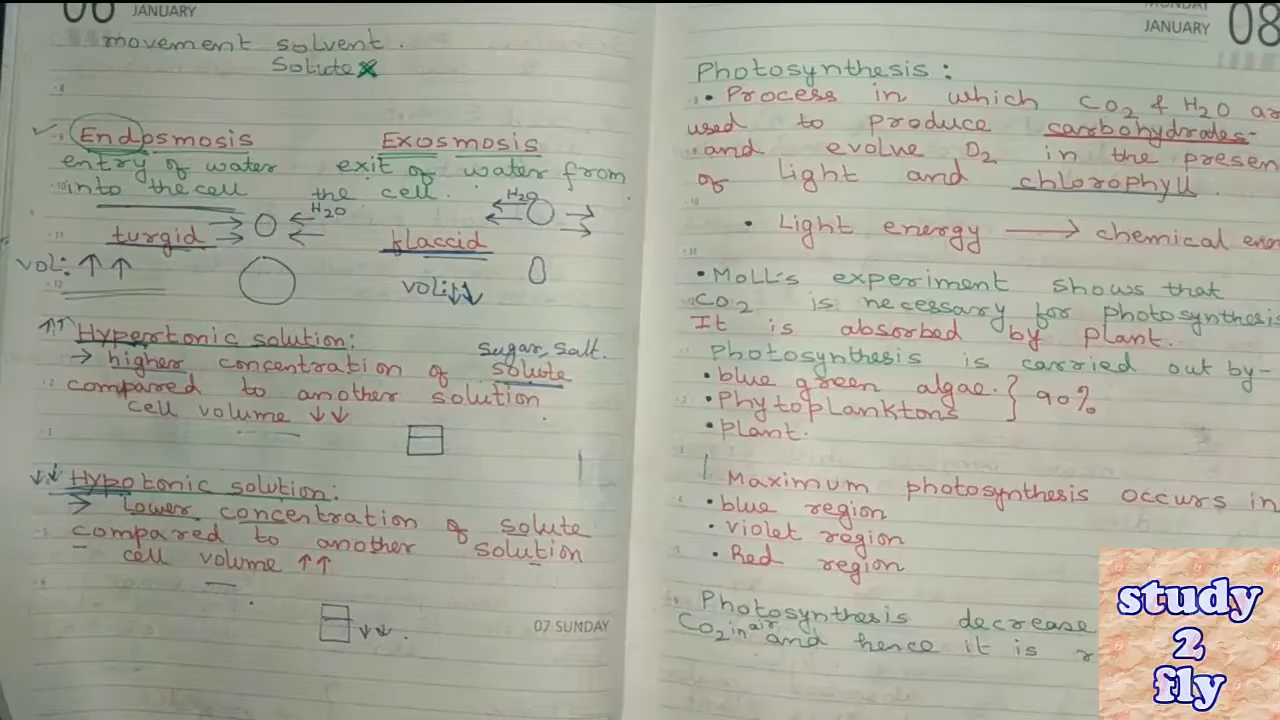 JANUARY
movement solvent.
Solute ×
Endosmosis
entry of water
into the cell
H2O
turgid
vol: ↑ ↑
Exosmosis
exit of water from
the cell.
H2O
flaccid
vol: ↓↓
↑↑ Hypertonic solution:
sugar, salt.
→ higher concentration of solute
compared to another solution
cell volume ↓↓
↓↓ Hypotonic solution:
→ Lower concentration of solute
compared to another solution
cell volume ↑↑
↓↓.
07 SUNDAY
MONDAY
JANUARY 08
Photosynthesis:
• Process in which CO2 & H2O
used to produce carbohydrates
and evolve O2 in the presen
of light and chlorophyll.
• Light energy → chemical ener
• Moll's experiment shows that
CO2 is necessary for photosynthesis
It is absorbed by plant.
Photosynthesis is carried out by-
• blue green algae. } 90%
• Phytoplanktons
• plant.
Maximum photosynthesis occurs in
• blue region
• violet region
• Red region
Photosynthesis decrease
CO2 in air and hence it is
study
2
fly